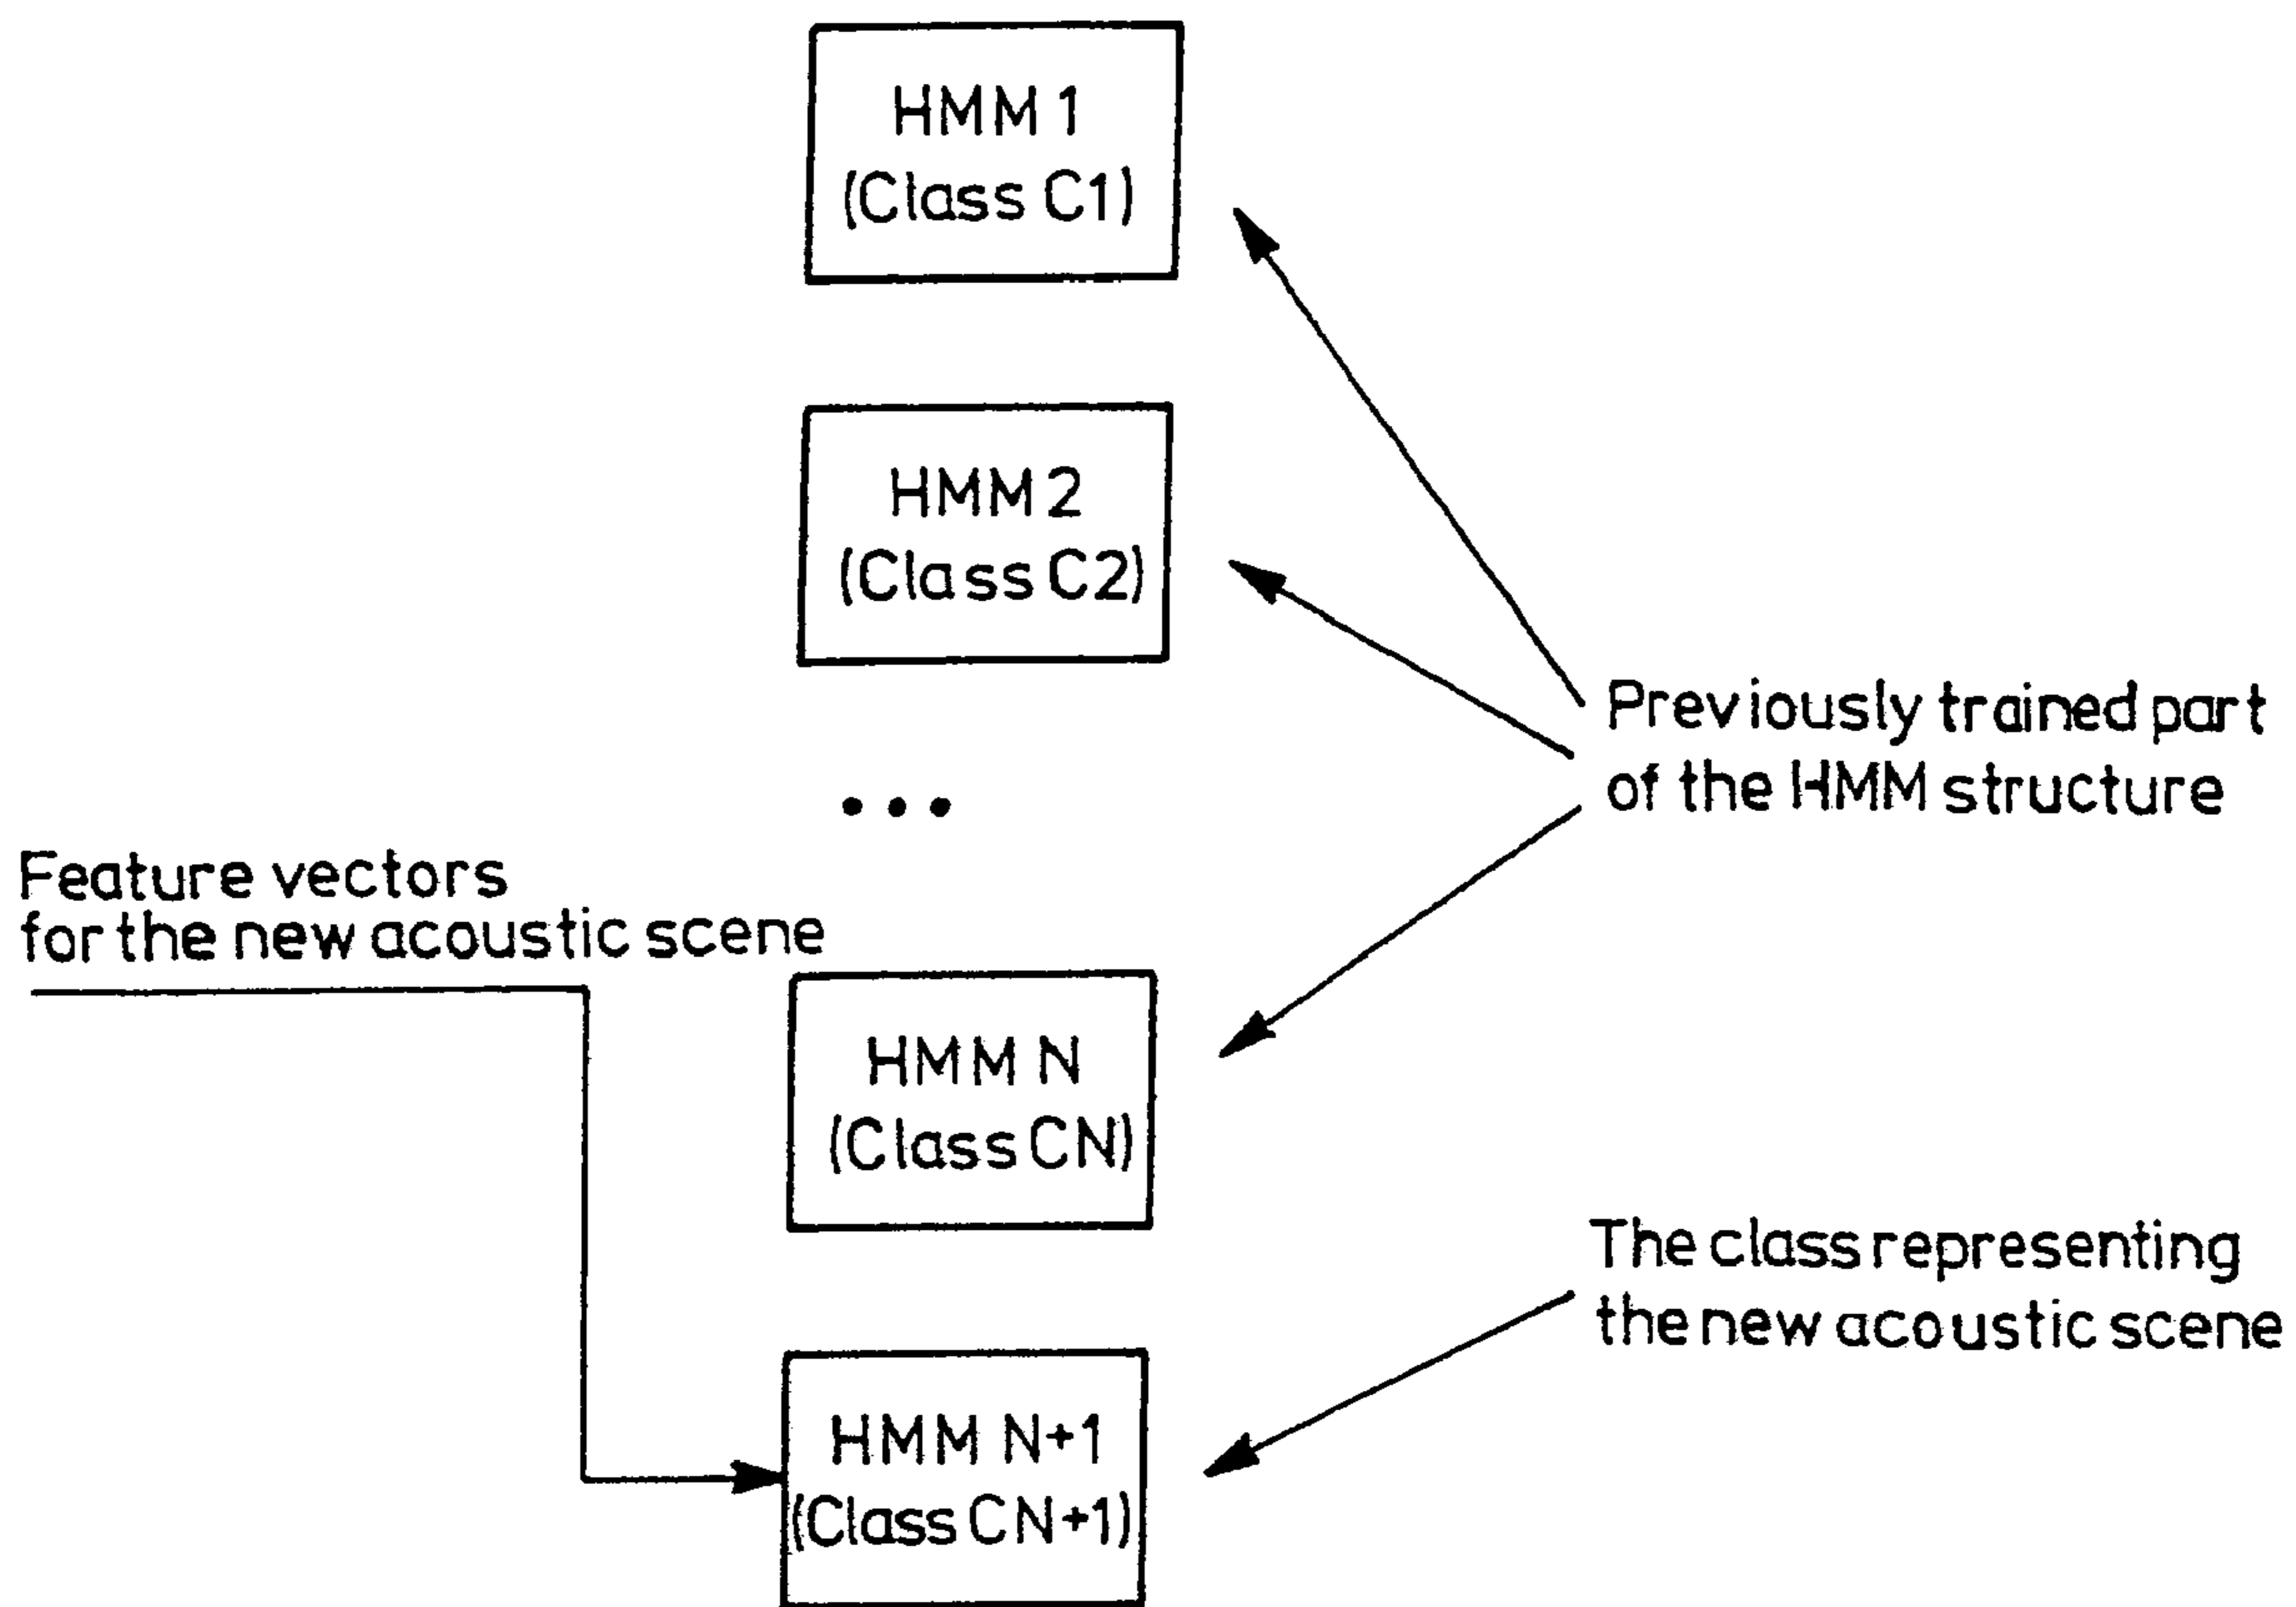 HMM 1
(Class C1)
HMM 2
(Class C2)
Previously trained part
of the HMM structure
...
Feature vectors
for the new acoustic scene
HMM N
(Class CN)
The class representing
the new acoustic scene
HMM N+1
(Class CN+1)